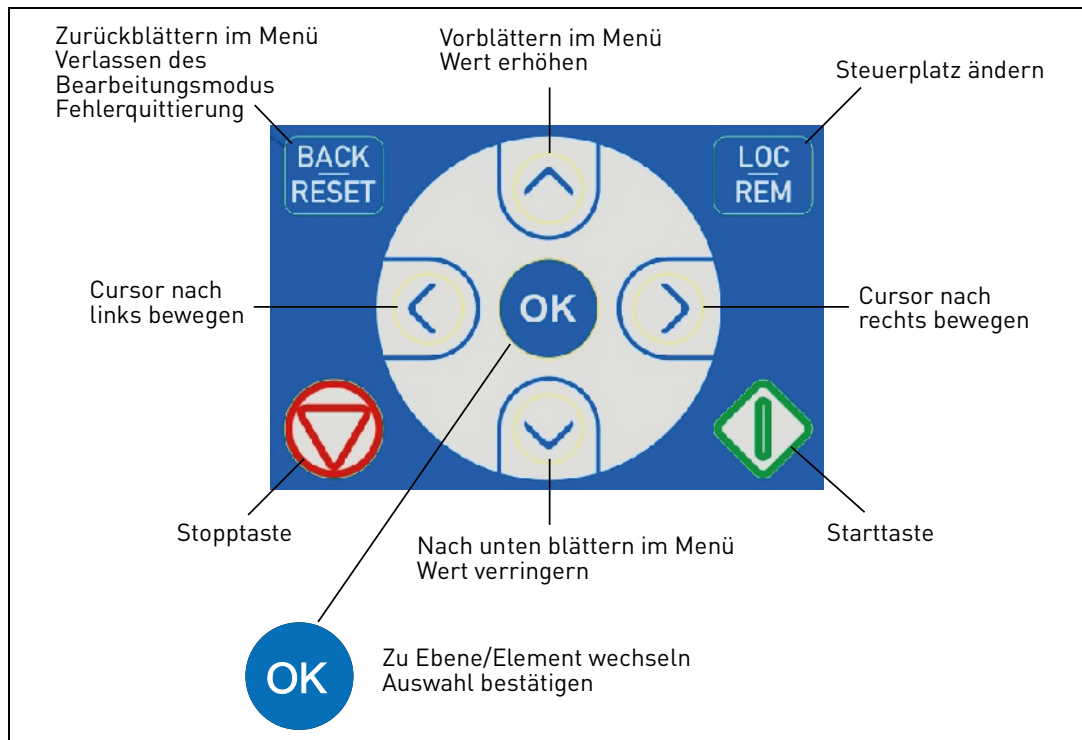 Zurückblättern im Menü
Verlassen des
Bearbeitungsmodus
Fehlerquittierung
Vorblättern im Menü
Wert erhöhen
Steuerplatz ändern
BACK
RESET
LOC
REM
Cursor nach
links bewegen
OK
Cursor nach
rechts bewegen
Stopptaste
Nach unten blättern im Menü
Wert verringern
Starttaste
OK
Zu Ebene/Element wechseln
Auswahl bestätigen